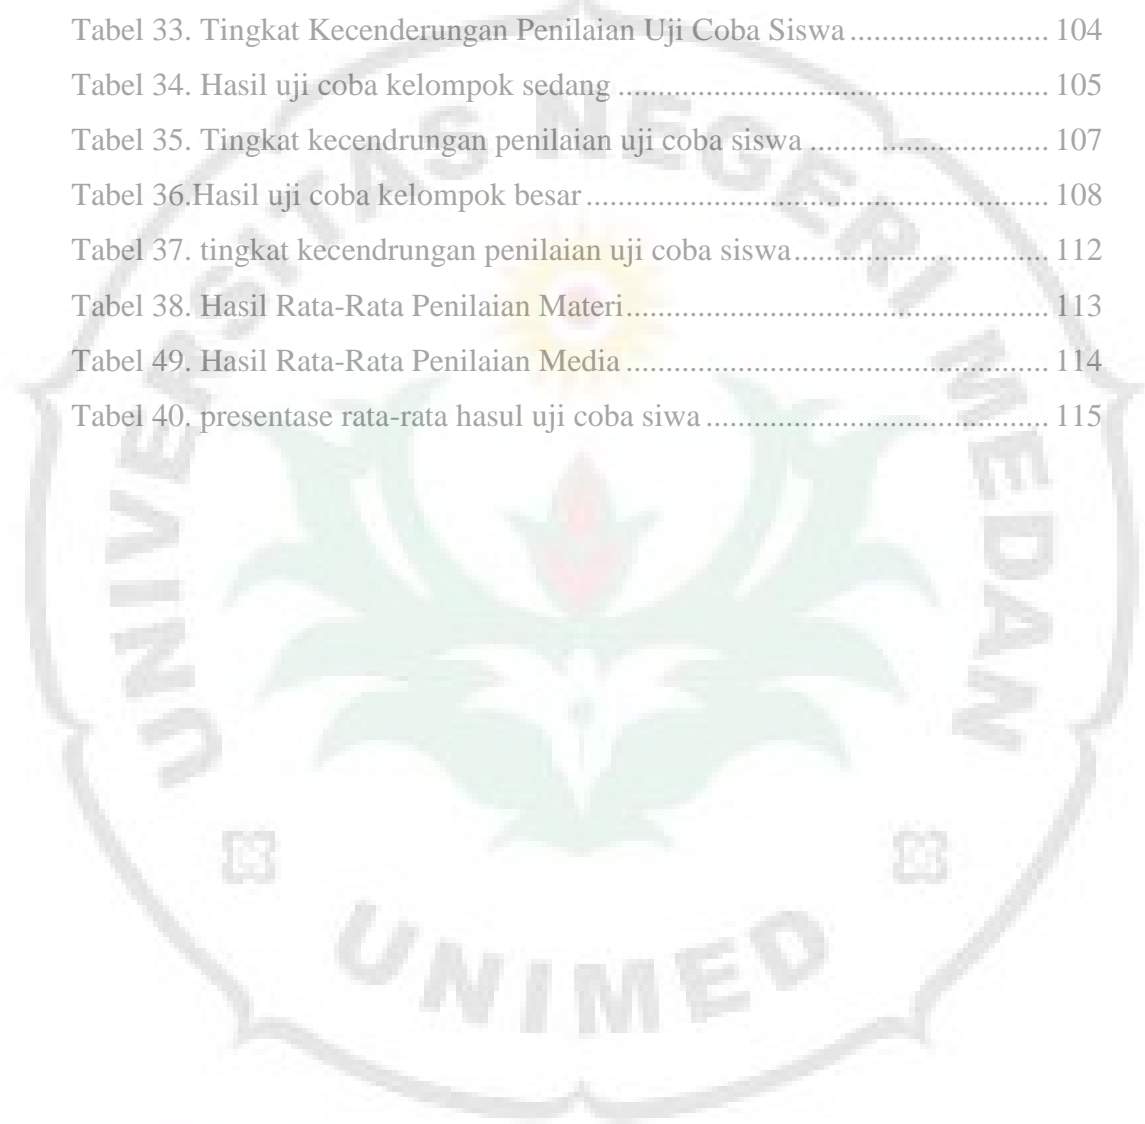 Tabel 33. Tingkat Kecenderungan Penilaian Uji Coba Siswa ......................... 104
Tabel 34. Hasil uji coba kelompok sedang ...................................................... 105
Tabel 35. Tingkat kecendrungan penilaian uji coba siswa .............................. 107
Tabel 36.Hasil uji coba kelompok besar .......................................................... 108
Tabel 37. tingkat kecendrungan penilaian uji coba siswa................................ 112
Tabel 38. Hasil Rata-Rata Penilaian Materi..................................................... 113
Tabel 49. Hasil Rata-Rata Penilaian Media ..................................................... 114
Tabel 40. presentase rata-rata hasul uji coba siwa ........................................... 115
UNIVERSITAS NEGERI MEDAN
UNIMED